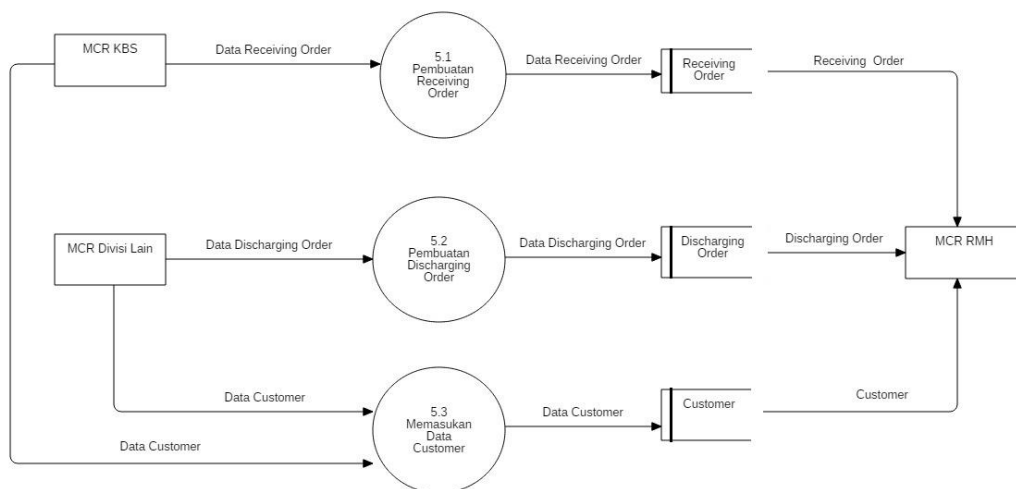 MCR KBS
Data Receiving Order
5.1
Pembuatan
Receiving
Order
Data Receiving Order
Receiving
Order
Receiving Order
MCR Divisi Lain
Data Discharging Order
5.2
Pembuatan
Discharging
Order
Data Discharging Order
Discharging
Order
Discharging Order
MCR RMH
Data Customer
5.3
Memasukan
Data
Customer
Data Customer
Customer
Customer
Data Customer